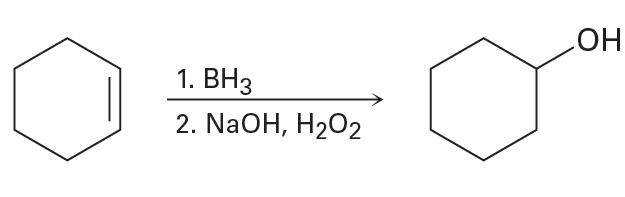 OH
1. BH₃
2. NaOH, H₂O₂